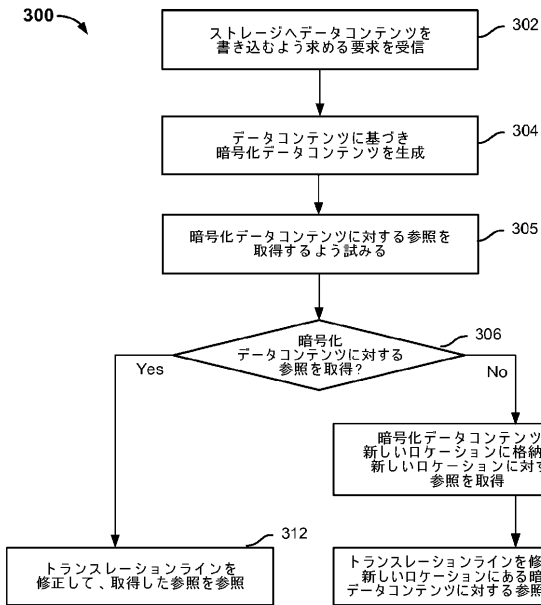 300
ストレージへデータコンテンツを
書き込むよう求める要求を受信
302
データコンテンツに基づき
暗号化データコンテンツを生成
304
暗号化データコンテンツに対する参照を
取得するよう試みる
305
暗号化
データコンテンツに対する
参照を取得?
306
Yes
No
暗号化データコンテンツ
新しいロケーションに格納
新しいロケーションに対す
参照を取得
312
トランスレーションラインを
修正して、取得した参照を参照
トランスレーションラインを修
新しいロケーションにある暗
データコンテンツに対する参照